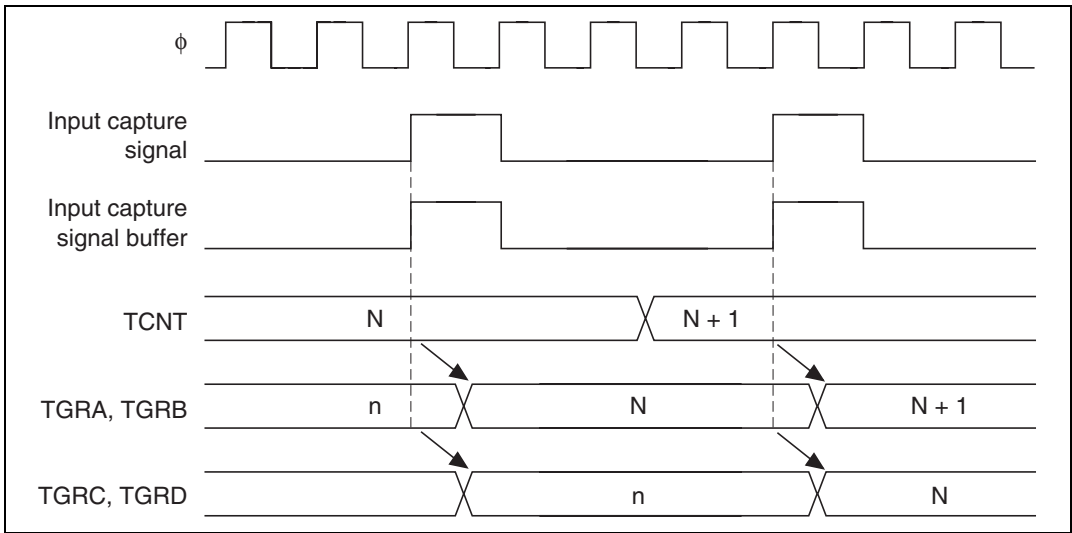 ϕ
Input capture
signal
Input capture
signal buffer
TCNT
N
N + 1
TGRA, TGRB
n
N
N + 1
TGRC, TGRD
n
N